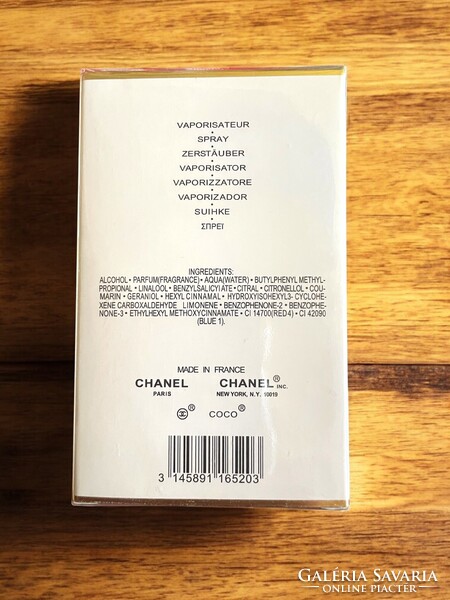 VAPORISATEUR
SPRAY
ZERSTÄUBER
VAPORISATOR
VAPORIZZATORE
VAPORIZADOR
SUIHKE
ΣΠΡΕΪ
INGREDIENTS:
ALCOHOL • PARFUM(FRAGRANCE) • AQUA(WATER) • BUTYLPHENYL METHYL-
PROPIONAL • LINALOOL • BENZYLSALICYIATE • CITRAL • CITRONELLOL • COU-
MARIN • GERANIOL • HEXYL CINNAMAL • HYDROXYISOHEXYL3- CYCLOHE-
XENE CARBOXALDEHYDE LIMONENE • BENZOPHENONE-2 • BENZOPHE-
NONE-3 • ETHYLHEXYL METHOXYCINNAMATE • CI 14700(RED4) • CI 42090
(BLUE 1).
MADE IN FRANCE
CHANEL CHANEL® INC.
PARIS NEW YORK, N.Y. 10019
® COCO®
3 145891 165203
GALÉRIA SAVARIA
ONLINE PIACTÉR